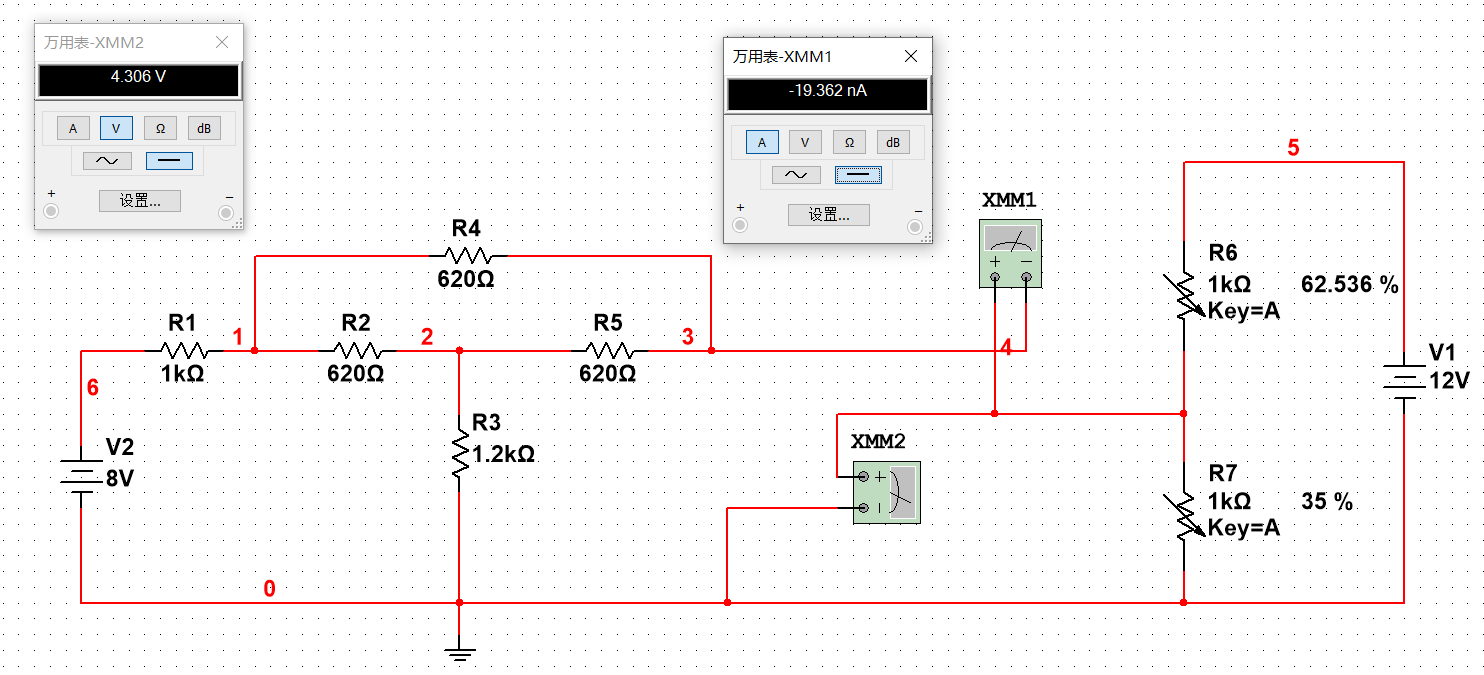 万用表-XMM2
4.306 V
A
V
Ω
dB
+
设置...
−
万用表-XMM1
-19.362 nA
A
V
Ω
dB
+
设置...
−
XMM1
+ −
5
R6
1kΩ 62.536 %
Key=A
R4
620Ω
R1
1kΩ
1
R2
620Ω
2
R5
620Ω
3
4
V1
12V
6
R3
1.2kΩ
V2
8V
XMM2
+
R7
1kΩ 35 %
Key=A
0